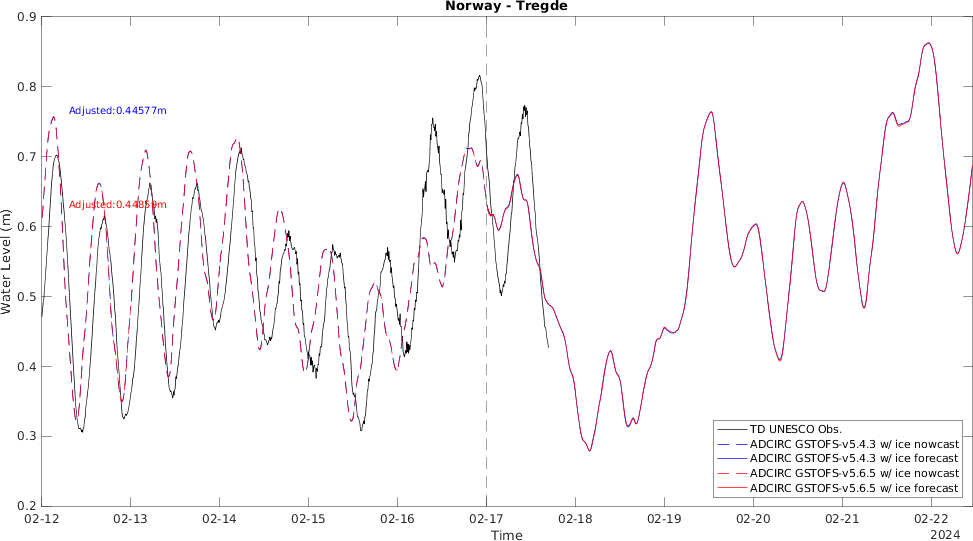 Norway - Tregde
0.9
0.8
0.7
0.6
0.5
0.4
0.3
0.2
Water Level (m)
Adjusted:0.44577m
Adjusted:0.44859m
TD UNESCO Obs.
ADCIRC GSTOFS-v5.4.3 w/ ice nowcast
ADCIRC GSTOFS-v5.4.3 w/ ice forecast
ADCIRC GSTOFS-v5.6.5 w/ ice nowcast
ADCIRC GSTOFS-v5.6.5 w/ ice forecast
02-12 02-13 02-14 02-15 02-16 02-17 02-18 02-19 02-20 02-21 02-22
Time
2024